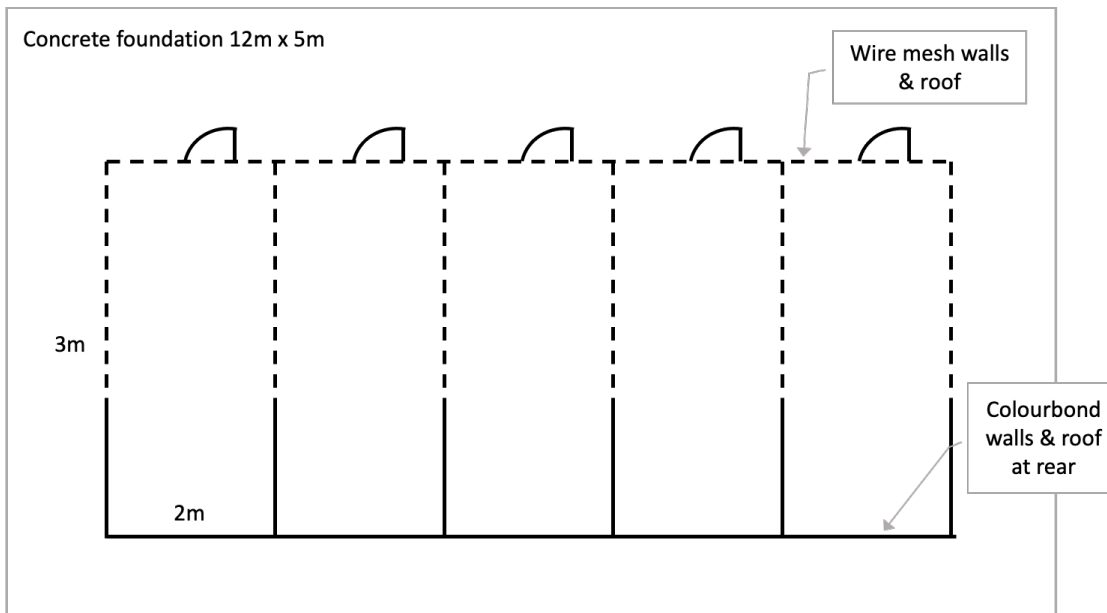 Concrete foundation 12m x 5m
Wire mesh walls
& roof
3m
Colourbond
walls & roof
at rear
2m